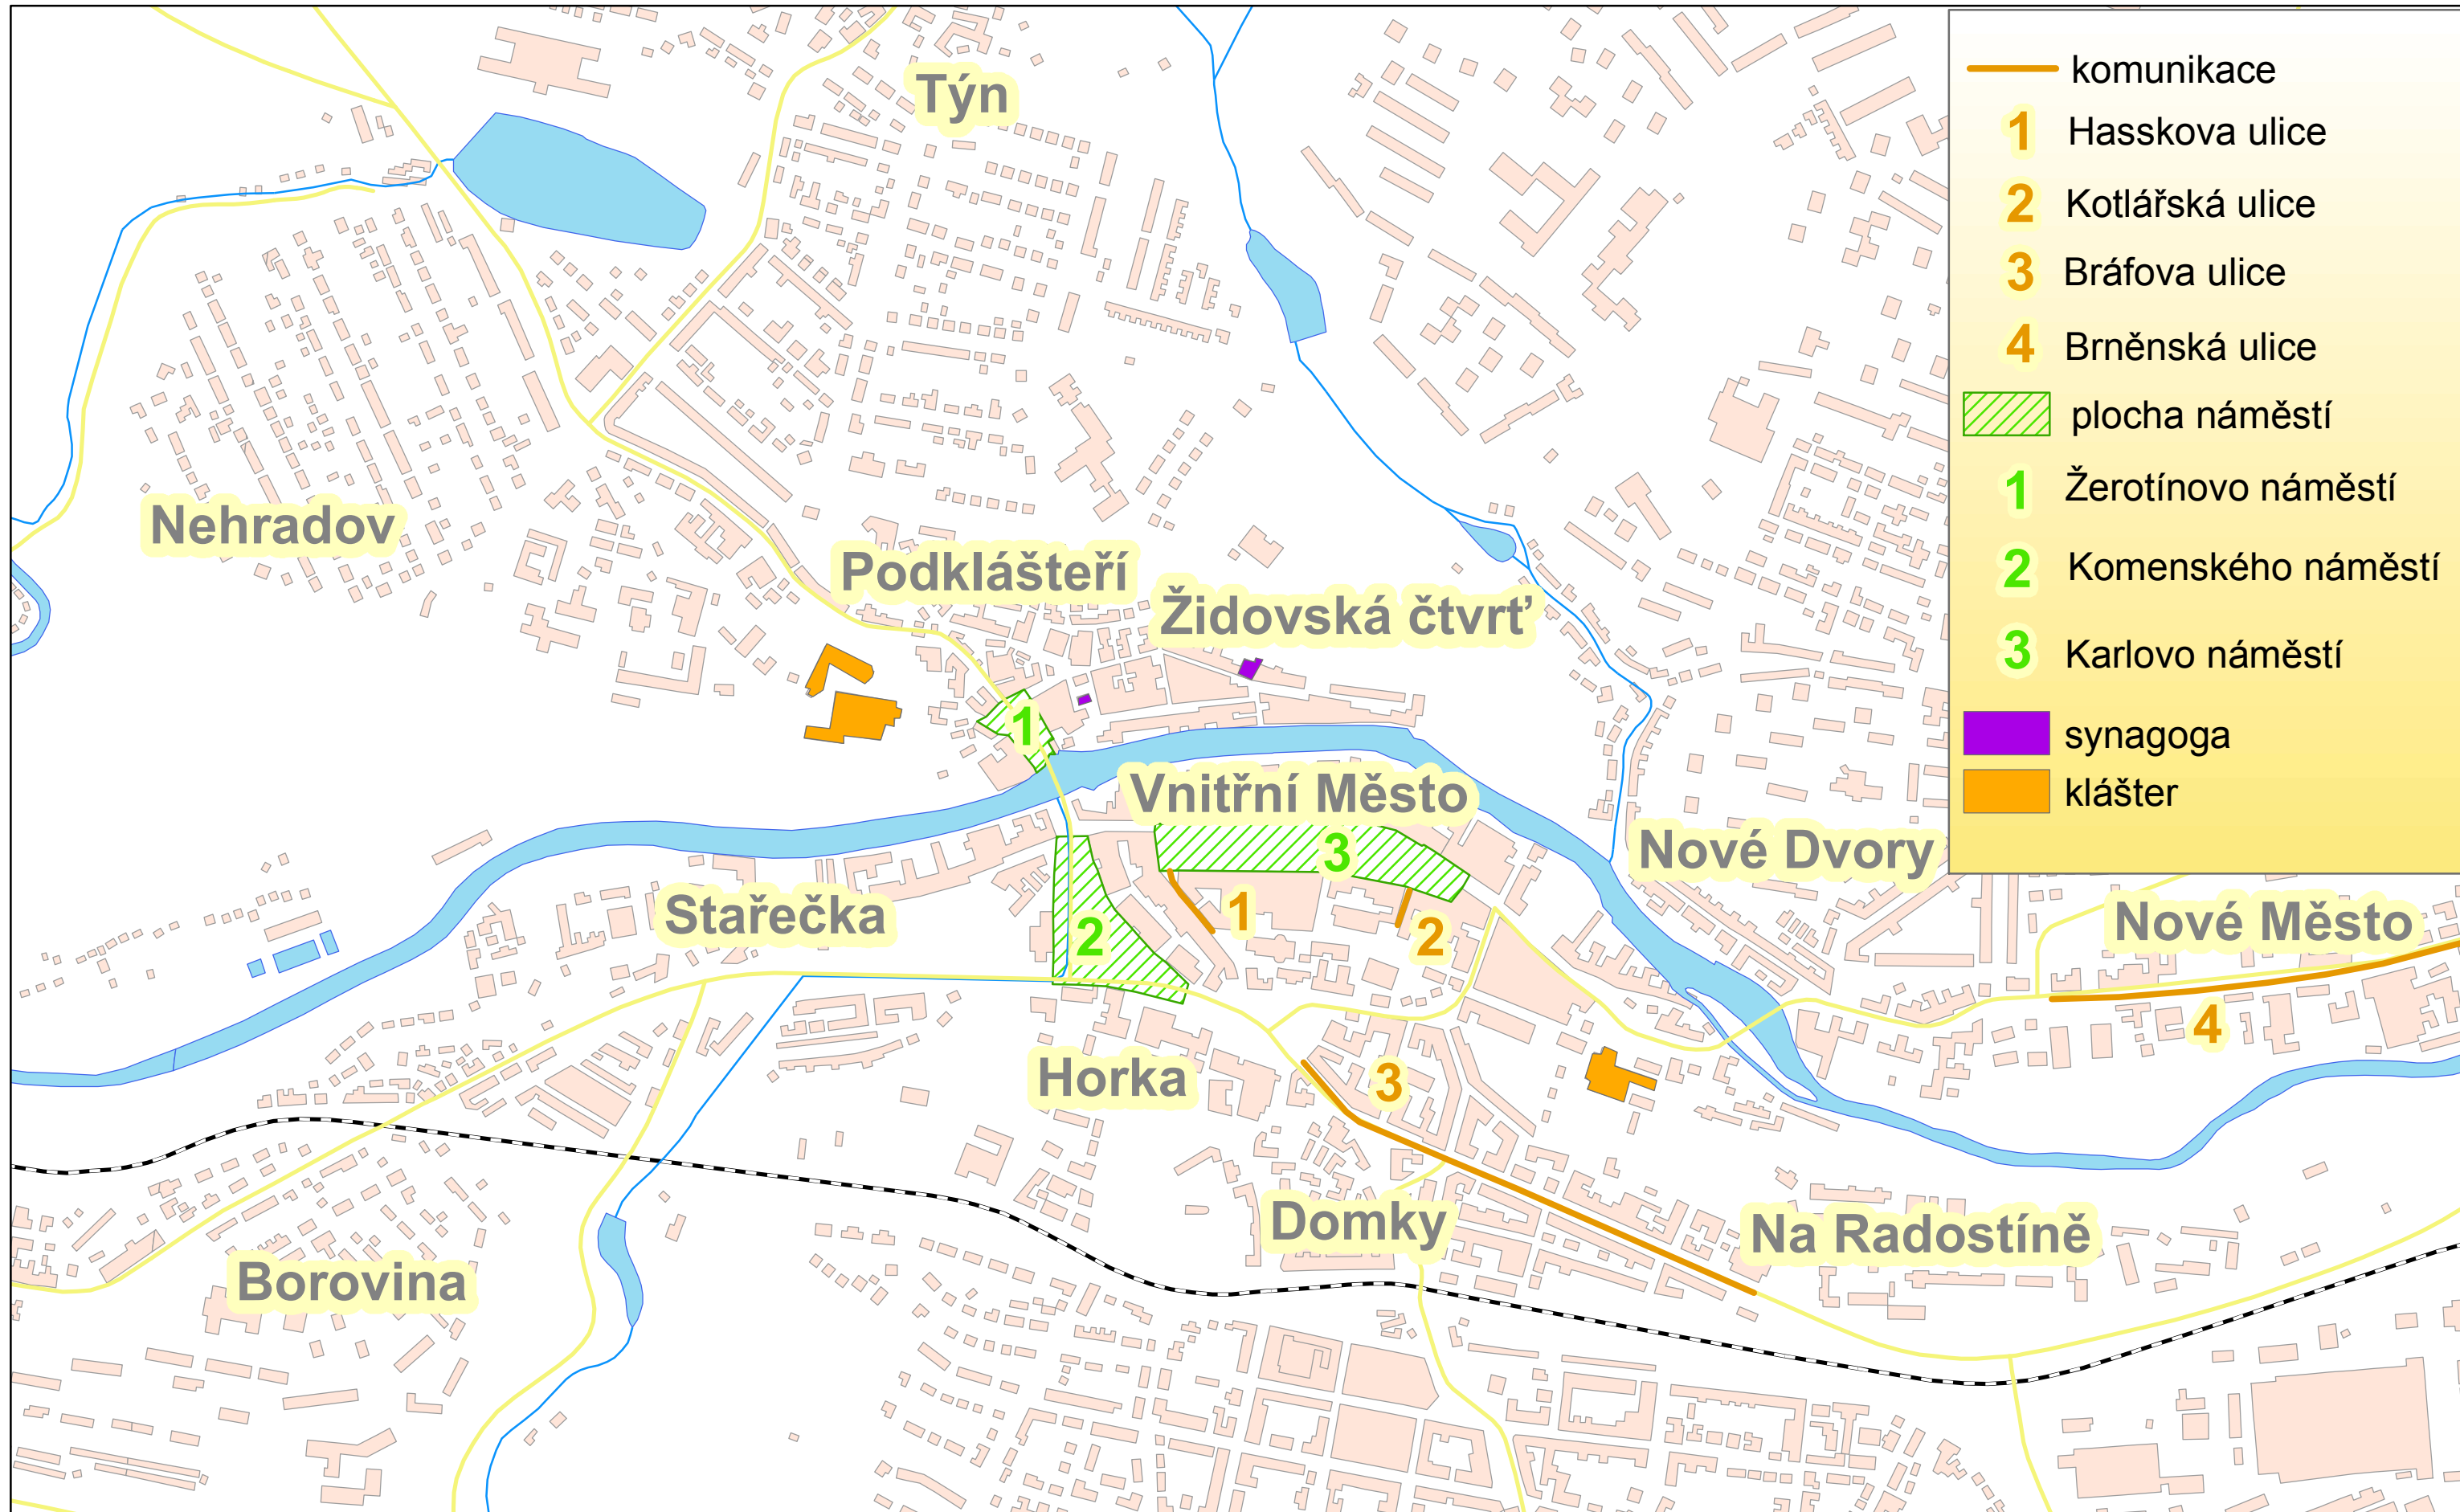 Týn
Nehradov
Podklášteří
Židovská čtvrť
1
Vnitřní Město
3
Nové Dvory
Stařečka
2
1
2
Nové Město
4
Horka
3
Domky
Na Radostíně
Borovina
komunikace
1 Hasskova ulice
2 Kotlářská ulice
3 Bráfova ulice
4 Brněnská ulice
plocha náměstí
1 Žerotínovo náměstí
2 Komenského náměstí
3 Karlovo náměstí
synagoga
klášter